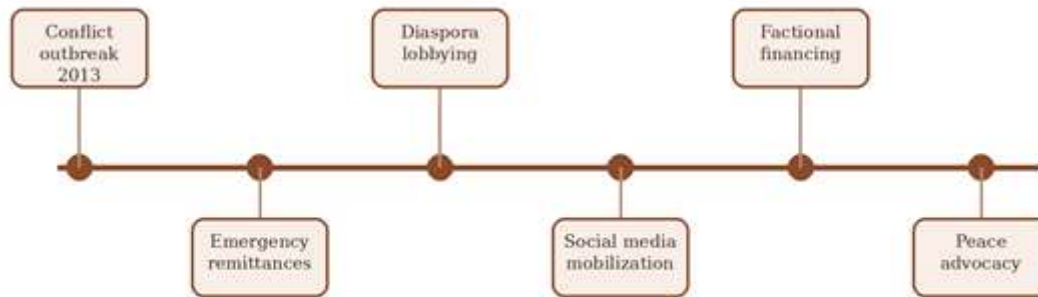 Conflict
outbreak
2013
Diaspora
lobbying
Factional
financing
Emergency
remittances
Social media
mobilization
Peace
advocacy